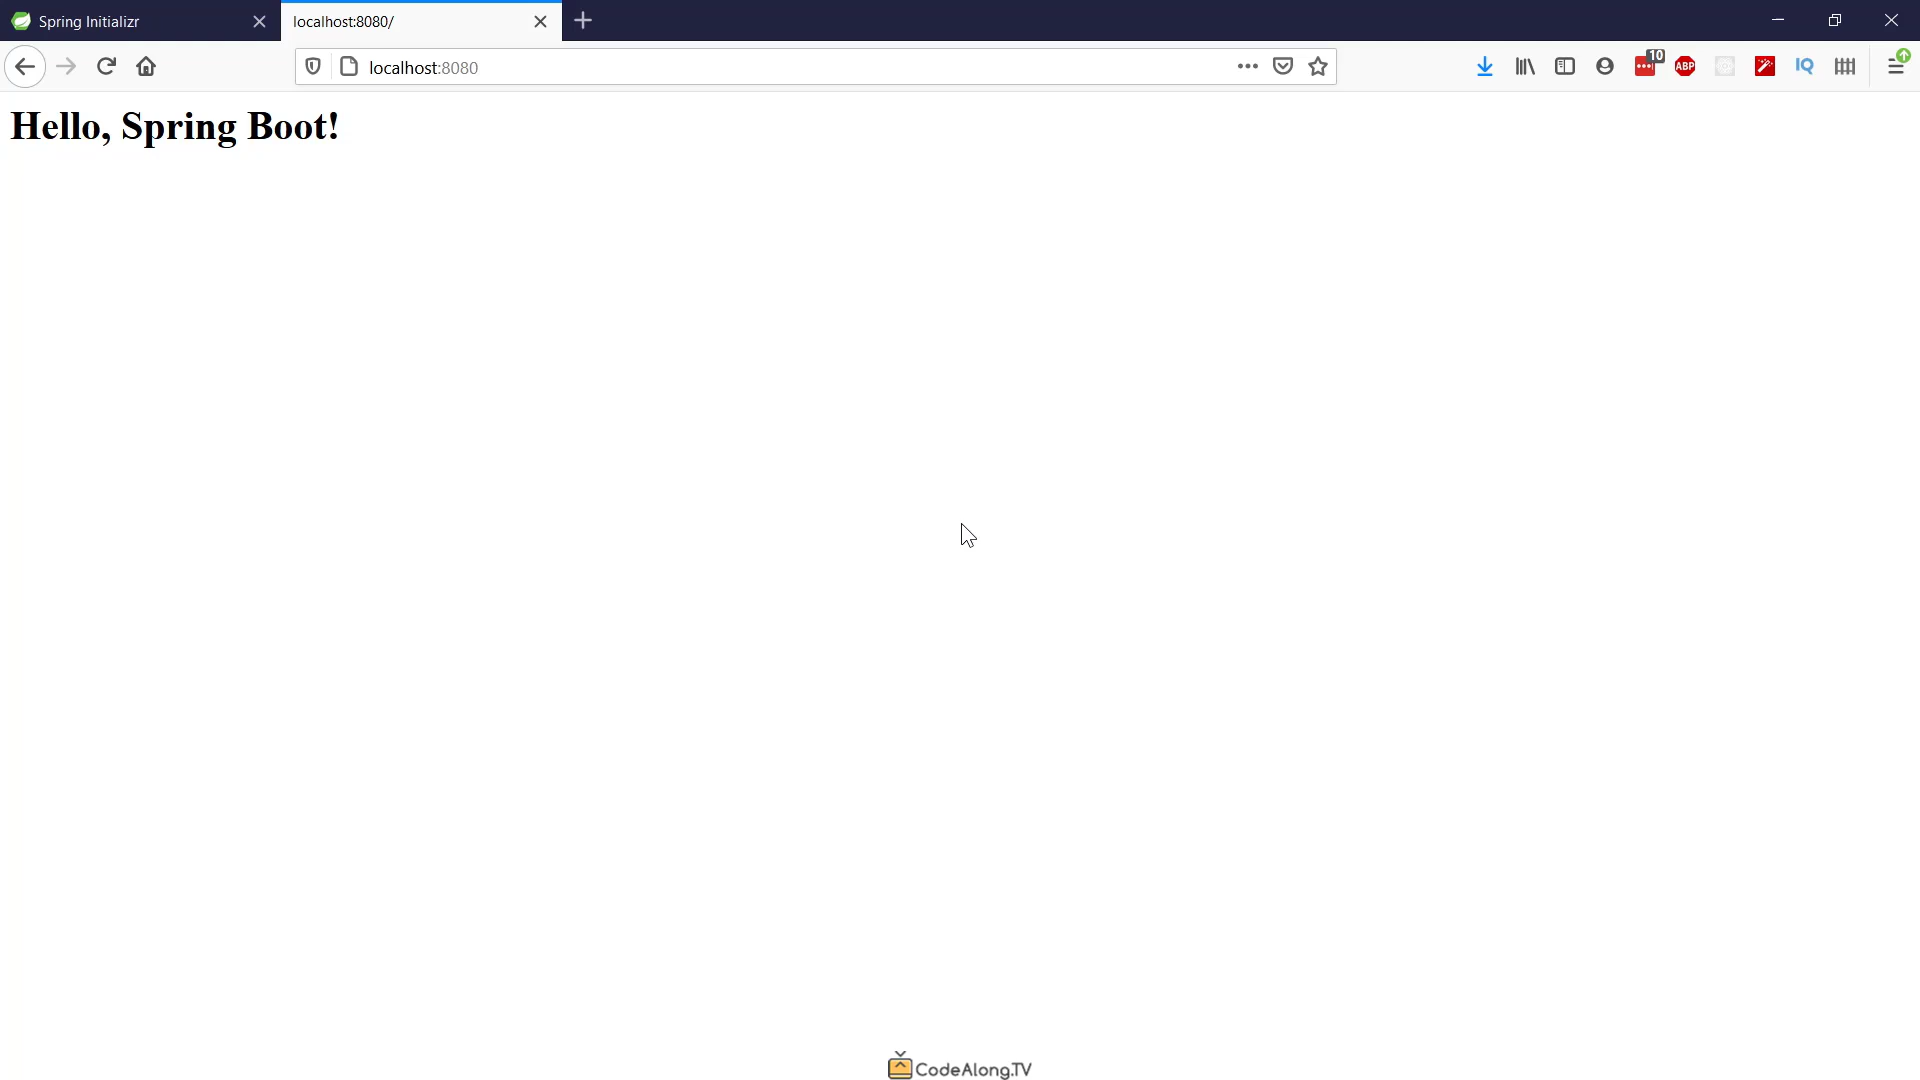 Spring Initializr
localhost:8080/
localhost:8080
10
ABP
IQ
Hello, Spring Boot!
CodeAlong.TV